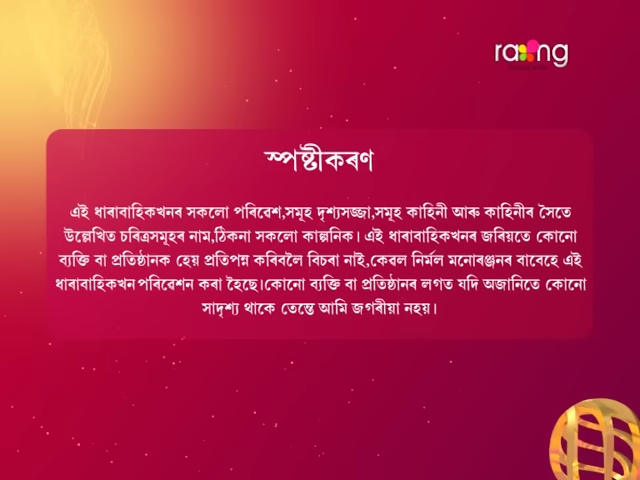 rang
স্পষ্টীকৰণ
এই ধাৰাবাহিকখনৰ সকলো পৰিৱেশ,সমূহ দৃশ্যসজ্জা,সমূহ কাহিনী আৰু কাহিনীৰ সৈতে
উল্লেখিত চৰিত্ৰসমূহৰ নাম,ঠিকনা সকলো কাল্পনিক। এই ধাৰাবাহিকখনৰ জৰিয়তে কোনো
ব্যক্তি বা প্ৰতিষ্ঠানক হেয় প্ৰতিপন্ন কৰিবলৈ বিচৰা নাই,কেৱল নিৰ্মল মনোৰঞ্জনৰ বাবেহে এই
ধাৰাবাহিকখন পৰিৱেশন কৰা হৈছে।কোনো ব্যক্তি বা প্ৰতিষ্ঠানৰ লগত যদি অজানিতে কোনো
সাদৃশ্য থাকে তেন্তে আমি জগৰীয়া নহয়।